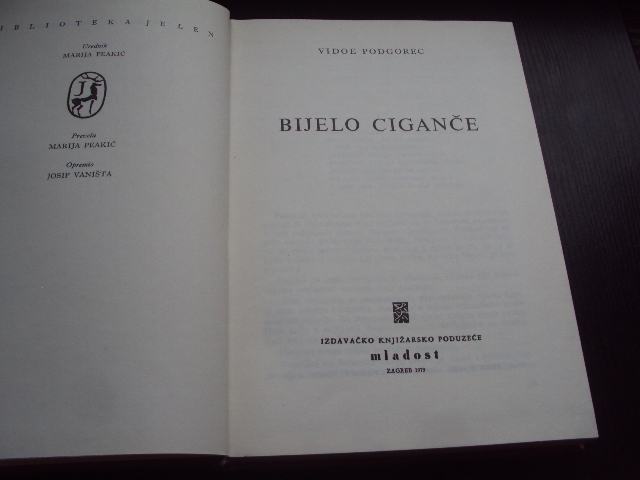 BIBLIOTEKA JELEN
Urednik
MARIJA PEAKIĆ
J
Prevela
MARIJA PEAKIĆ
Opremio
JOSIP VANIŠTA
VIDOE PODGOREC
BIJELO CIGANČE
IZDAVAČKO KNJIŽARSKO PODUZEĆE
mladost
ZAGREB 1979